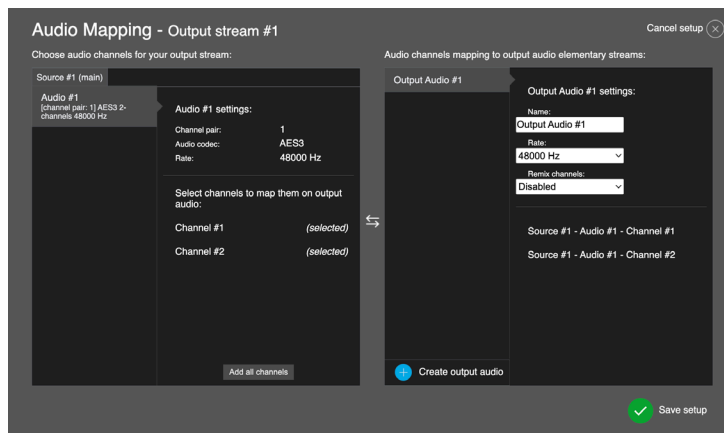 Audio Mapping - Output stream #1
Cancel setup
Choose audio channels for your output stream:
Audio channels mapping to output audio elementary streams:
Source #1 (main)
Audio #1
[channel pair: 1] AES3 2-
channels 48000 Hz
Audio #1 settings:
Channel pair: 1
Audio codec: AES3
Rate: 48000 Hz
Select channels to map them on output
audio:
Channel #1 (selected)
Channel #2 (selected)
Add all channels
Output Audio #1
Output Audio #1 settings:
Name:
Output Audio #1
Rate:
48000 Hz
Remix channels:
Disabled
Source #1 - Audio #1 - Channel #1
Source #1 - Audio #1 - Channel #2
Create output audio
Save setup